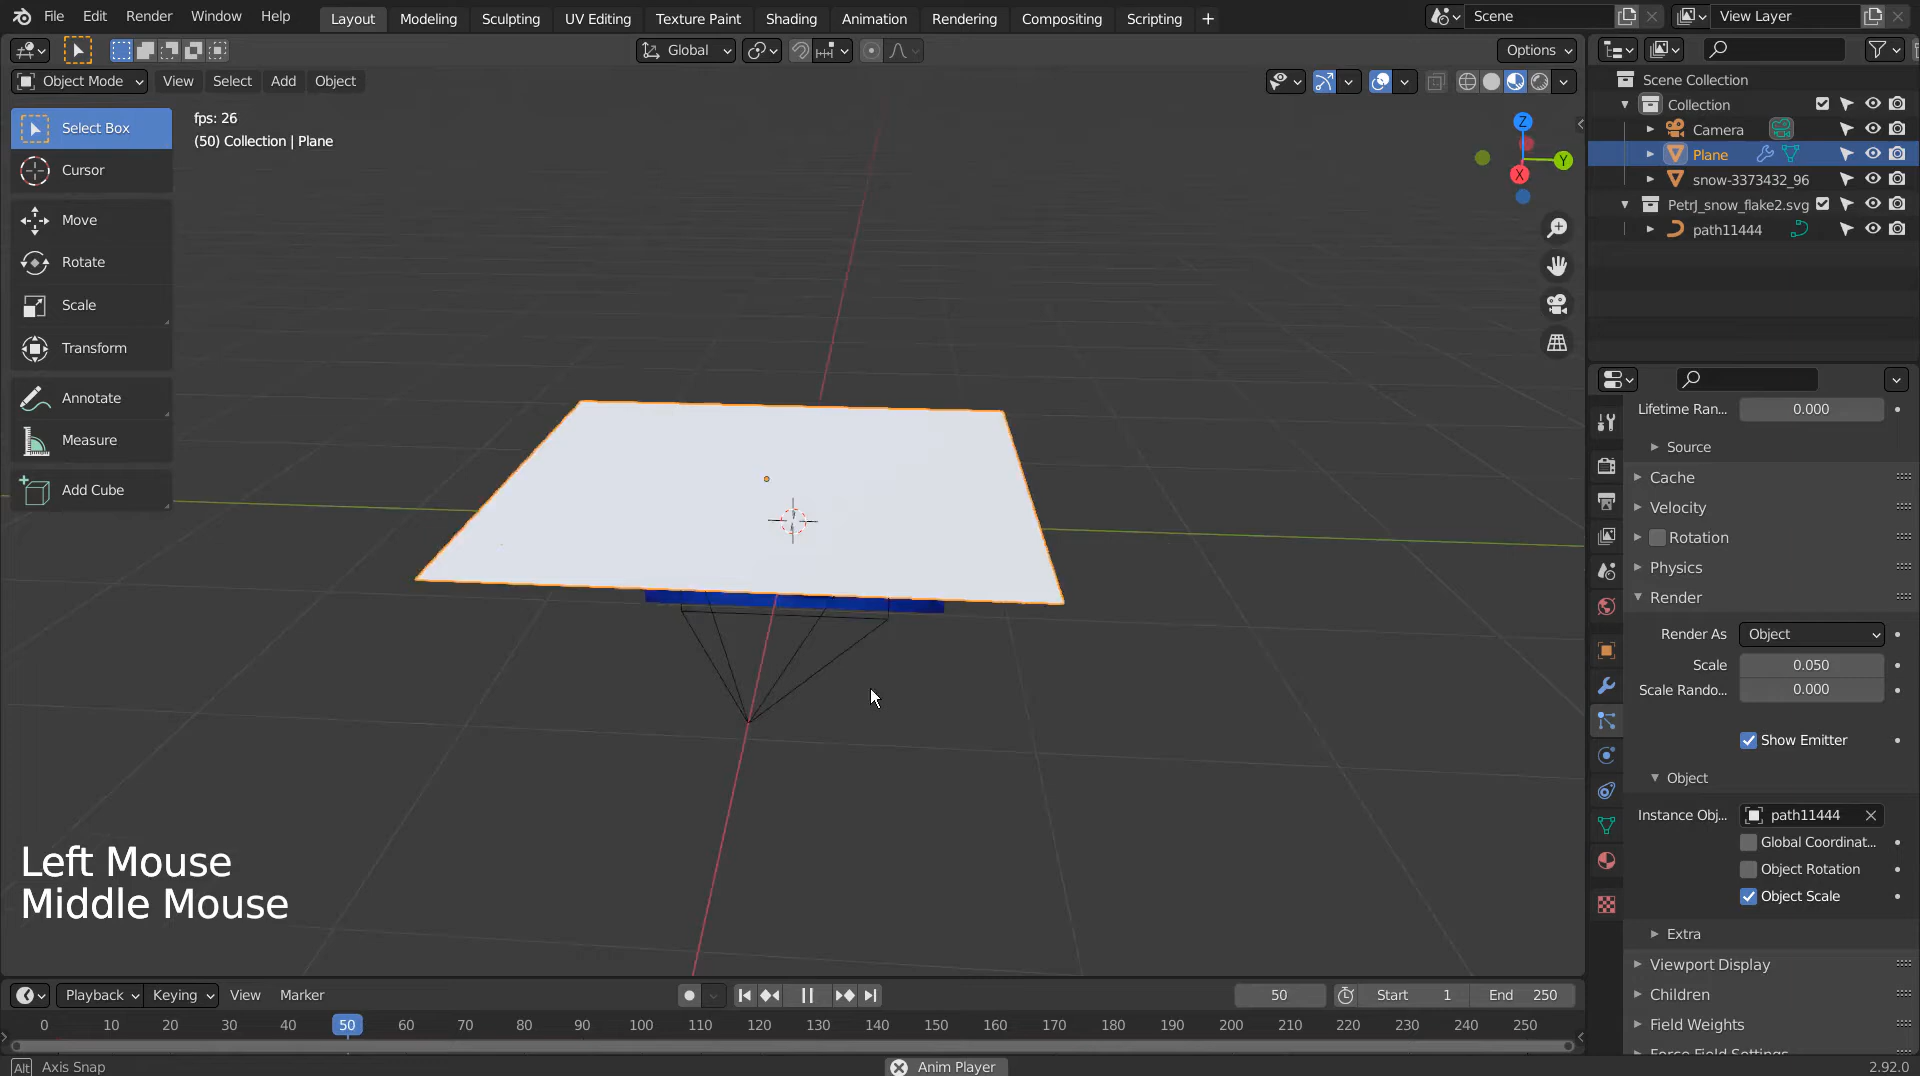 File Edit Render Window Help Layout Modeling Sculpting UV Editing Texture Paint Shading Animation Rendering Compositing Scripting + Scene View Layer
Global Options
Object Mode View Select Add Object
Select Box
Cursor
Move
Rotate
Scale
Transform
Annotate
Measure
Add Cube
fps: 26
(50) Collection | Plane
Z
Y
X
Left Mouse
Middle Mouse
Scene Collection
Collection
Camera
Plane
snow-3373432_96
PetrJ_snow_flake2.svg
path11444
Lifetime Ran... 0.000
Source
Cache
Velocity
Rotation
Physics
Render
Render As Object
Scale 0.050
Scale Rando... 0.000
Show Emitter
Object
Instance Obj... path11444
Global Coordinat...
Object Rotation
Object Scale
Extra
Viewport Display
Children
Field Weights
Force Field Settings
Playback Keying View Marker 50 Start 1 End 250
0 10 20 30 40 50 60 70 80 90 100 110 120 130 140 150 160 170 180 190 200 210 220 230 240 250
Alt Axis Snap Anim Player 2.92.0